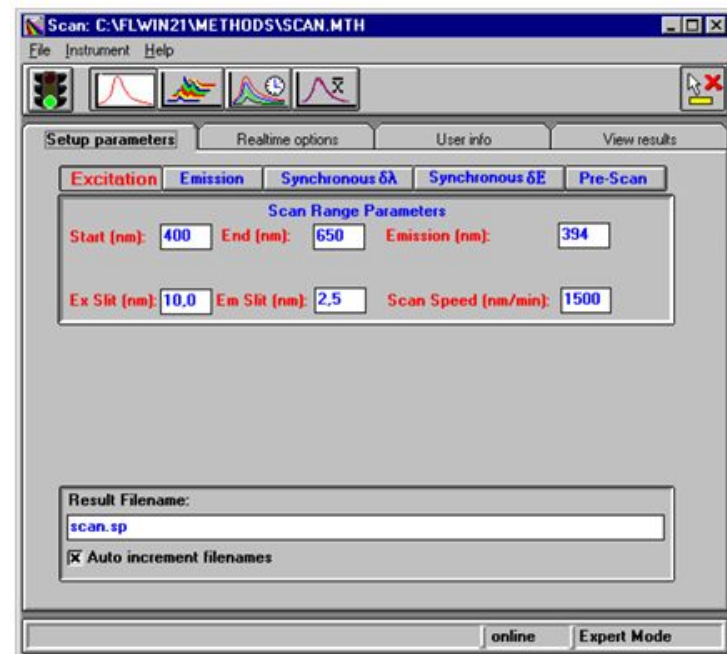 Scan: C:\FLWIN21\METHODS\SCAN.MTH
File Instrument Help
Setup parameters Realtime options User info View results
Excitation Emission Synchronous δλ Synchronous δE Pre-Scan
Scan Range Parameters
Start (nm): 400 End (nm): 650 Emission (nm): 394
Ex Slit (nm): 10,0 Em Slit (nm): 2,5 Scan Speed (nm/min): 1500
Result Filename:
scan.sp
Auto increment filenames
online Expert Mode